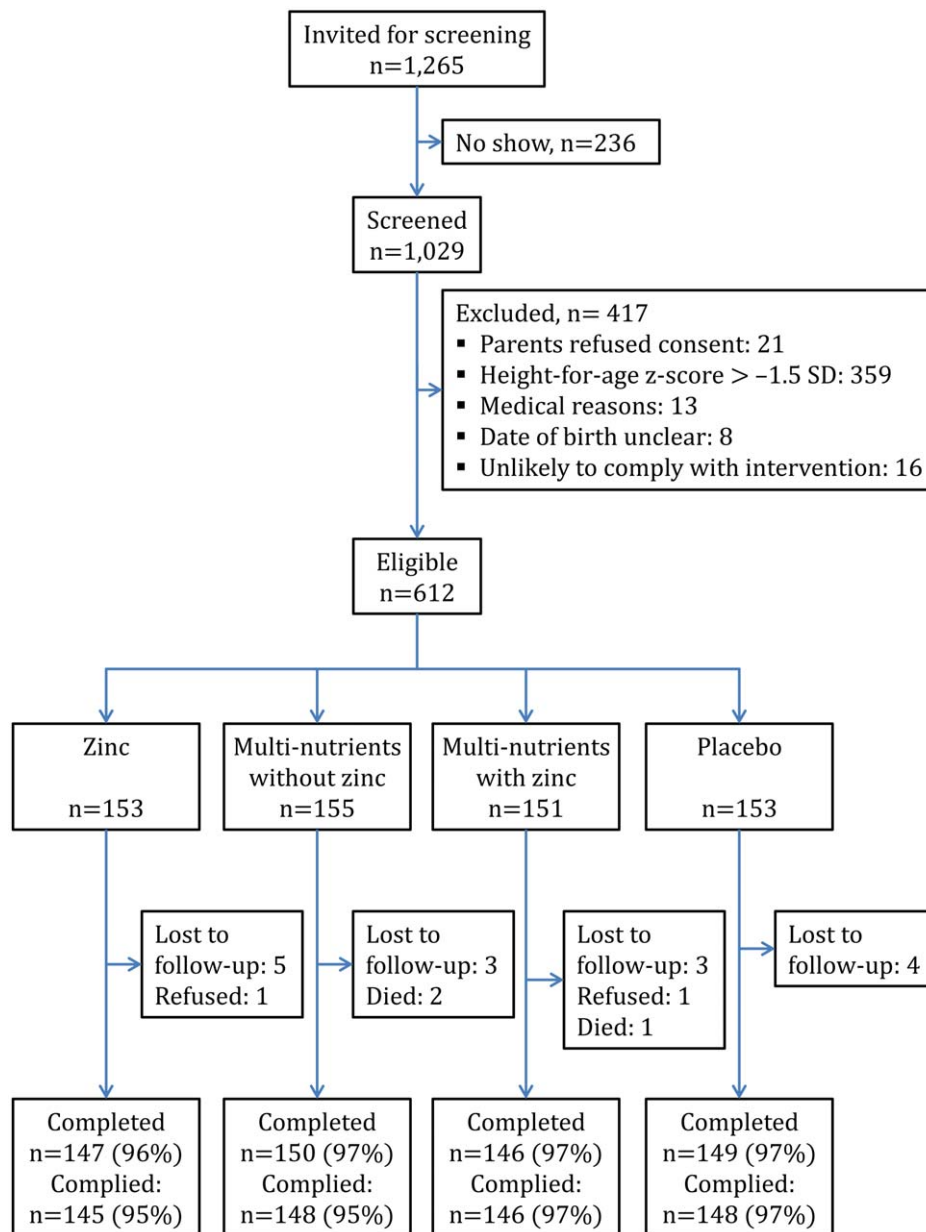 Invited for screening
n=1,265
No show, n=236
Screened
n=1,029
Excluded, n= 417
▪ Parents refused consent: 21
▪ Height-for-age z-score > –1.5 SD: 359
▪ Medical reasons: 13
▪ Date of birth unclear: 8
▪ Unlikely to comply with intervention: 16
Eligible
n=612
Zinc
n=153
Multi-nutrients
without zinc
n=155
Multi-nutrients
with zinc
n=151
Placebo
n=153
Lost to
follow-up: 5
Refused: 1
Lost to
follow-up: 3
Died: 2
Lost to
follow-up: 3
Refused: 1
Died: 1
Lost to
follow-up: 4
Completed
n=147 (96%)
Complied:
n=145 (95%)
Completed
n=150 (97%)
Complied:
n=148 (95%)
Completed
n=146 (97%)
Complied:
n=146 (97%)
Completed
n=149 (97%)
Complied:
n=148 (97%)